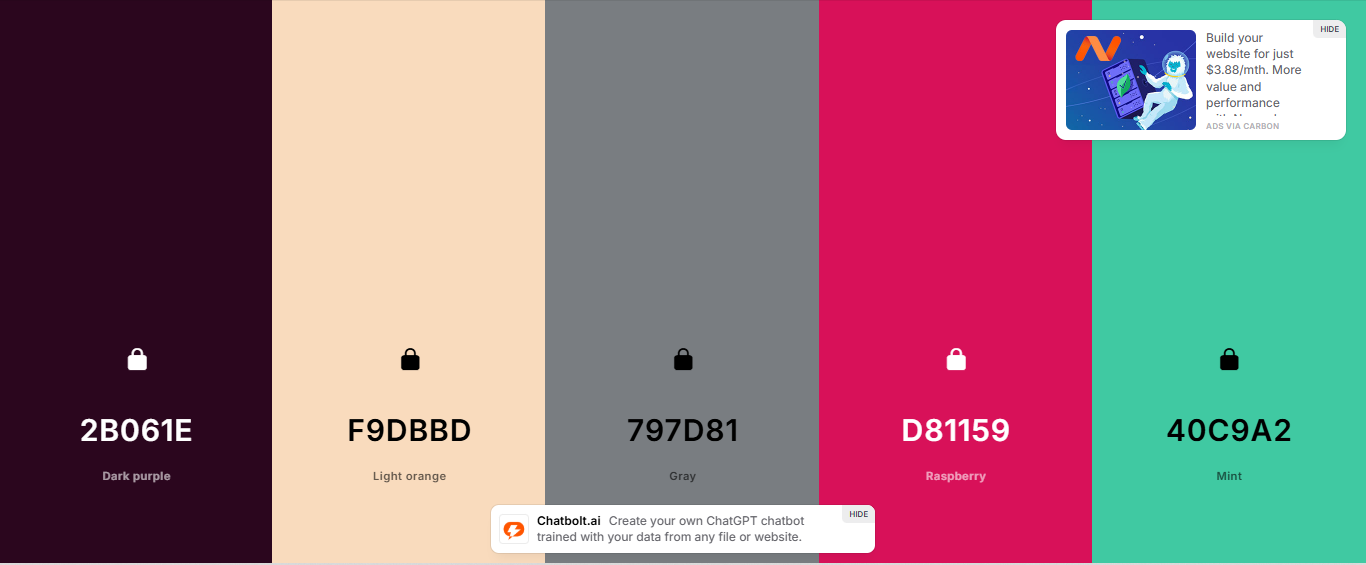 HIDE
Build your
website for just
$3.88/mth. More
value and
performance
ADS VIA CARBON
2B061E
Dark purple
F9DBBD
Light orange
797D81
Gray
D81159
Raspberry
40C9A2
Mint
HIDE
Chatbolt.ai Create your own ChatGPT chatbot
trained with your data from any file or website.